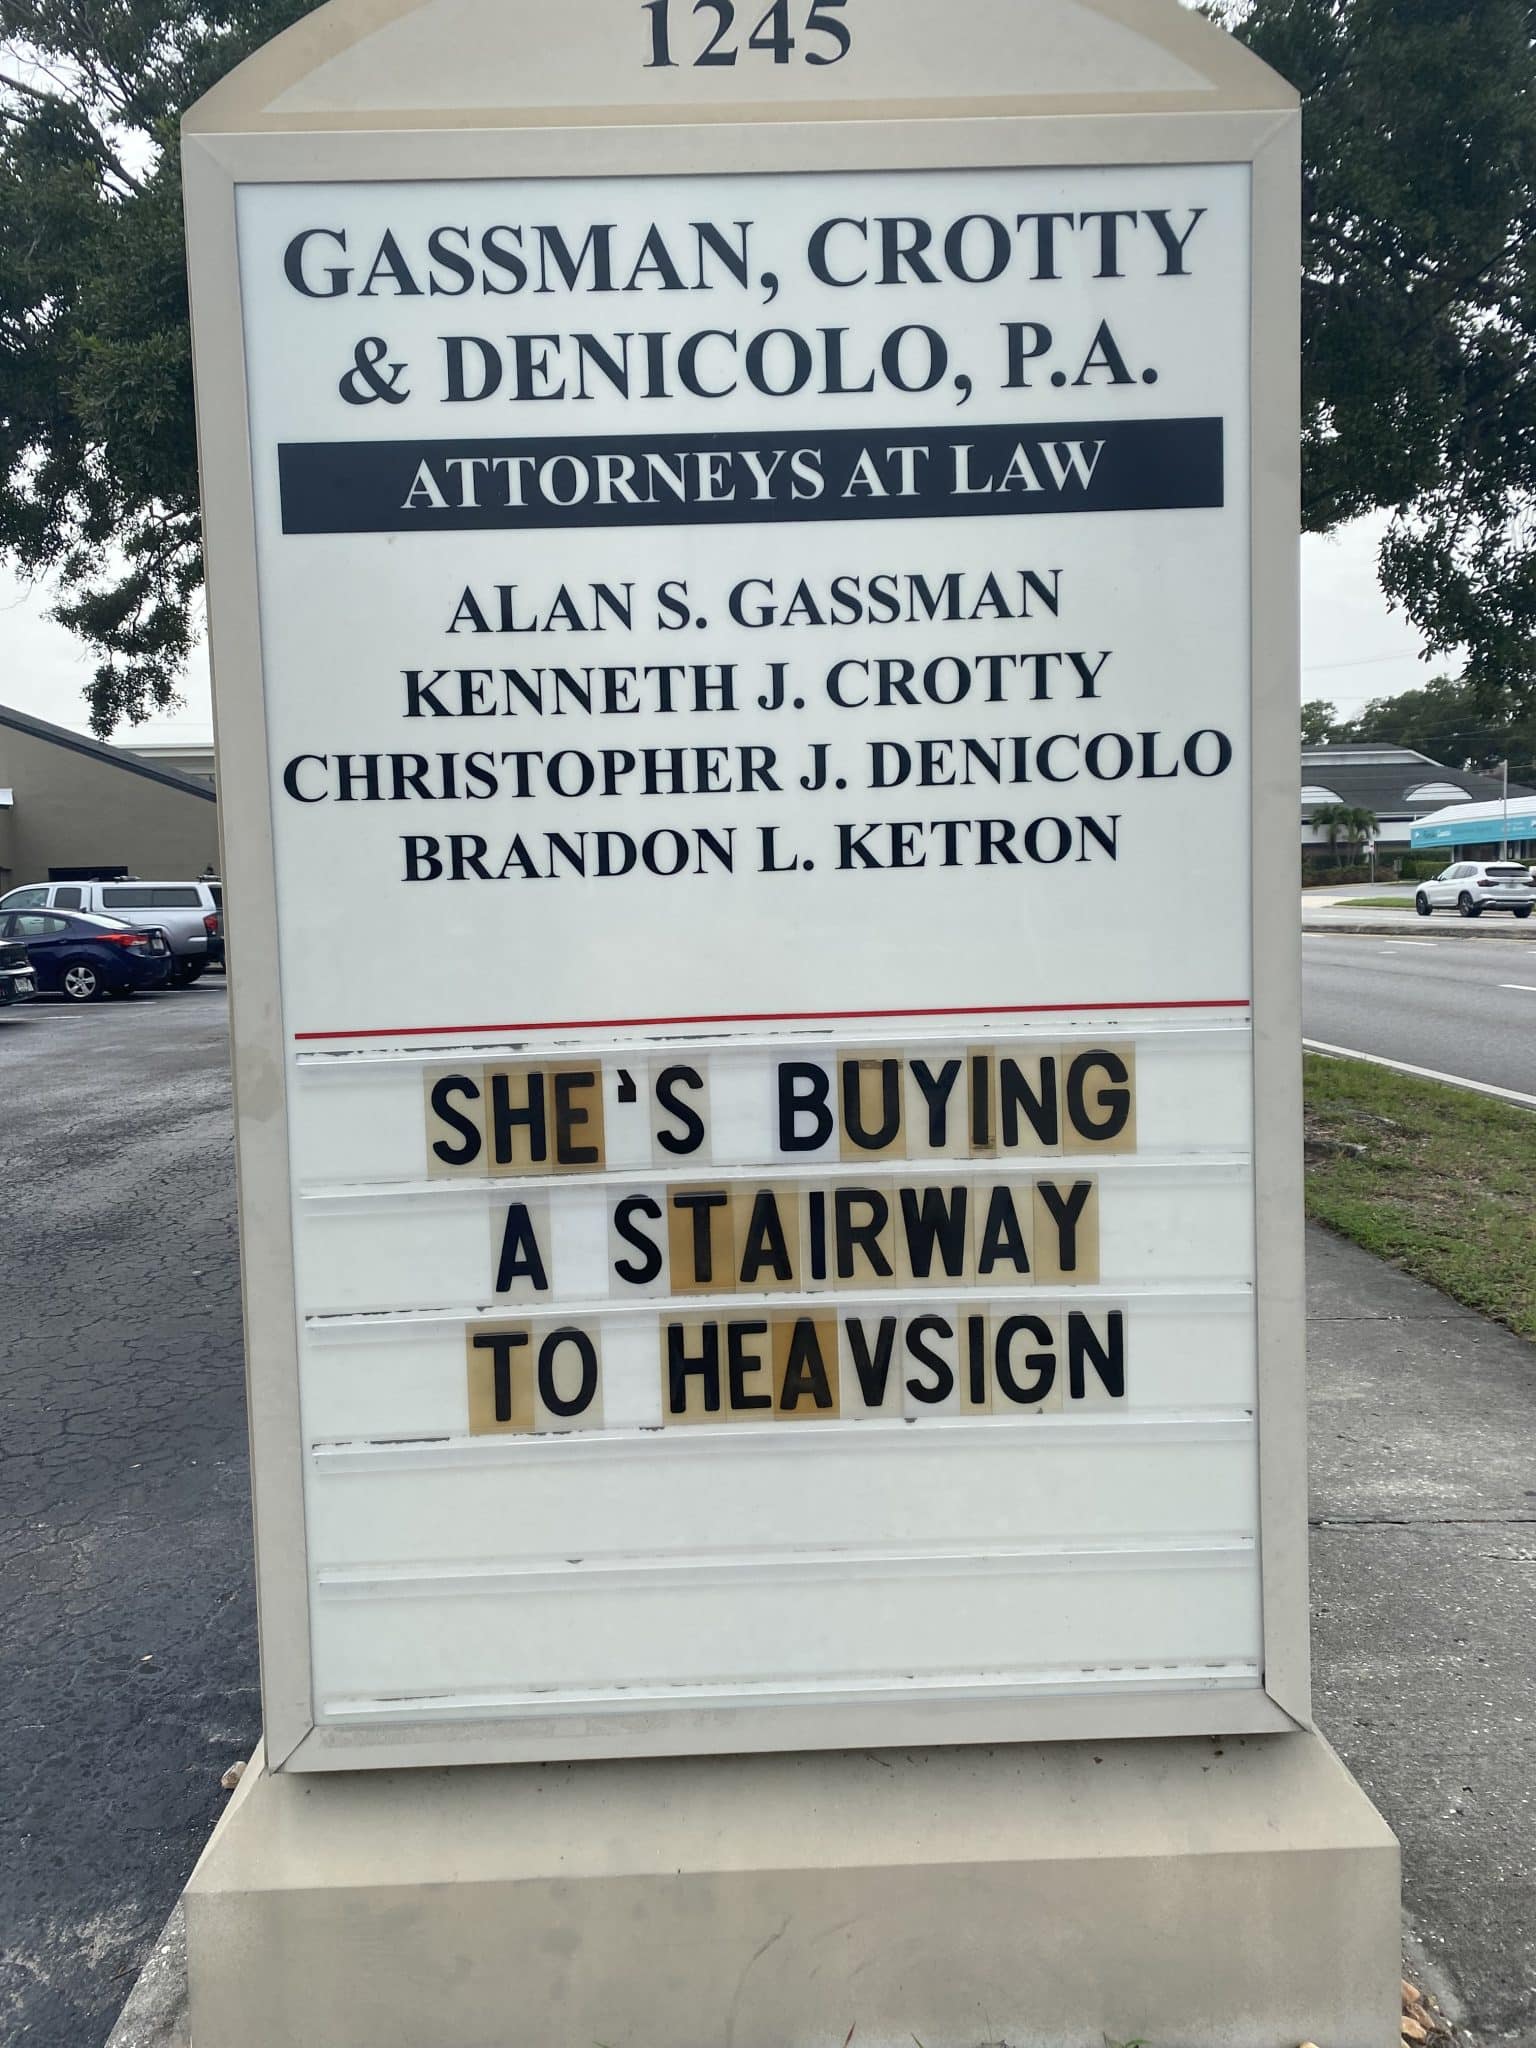 1245
GASSMAN, CROTTY
& DENICOLO, P.A.
ATTORNEYS AT LAW
ALAN S. GASSMAN
KENNETH J. CROTTY
CHRISTOPHER J. DENICOLO
BRANDON L. KETRON
SHE'S BUYING
A STAIRWAY
TO HEAVSIGN